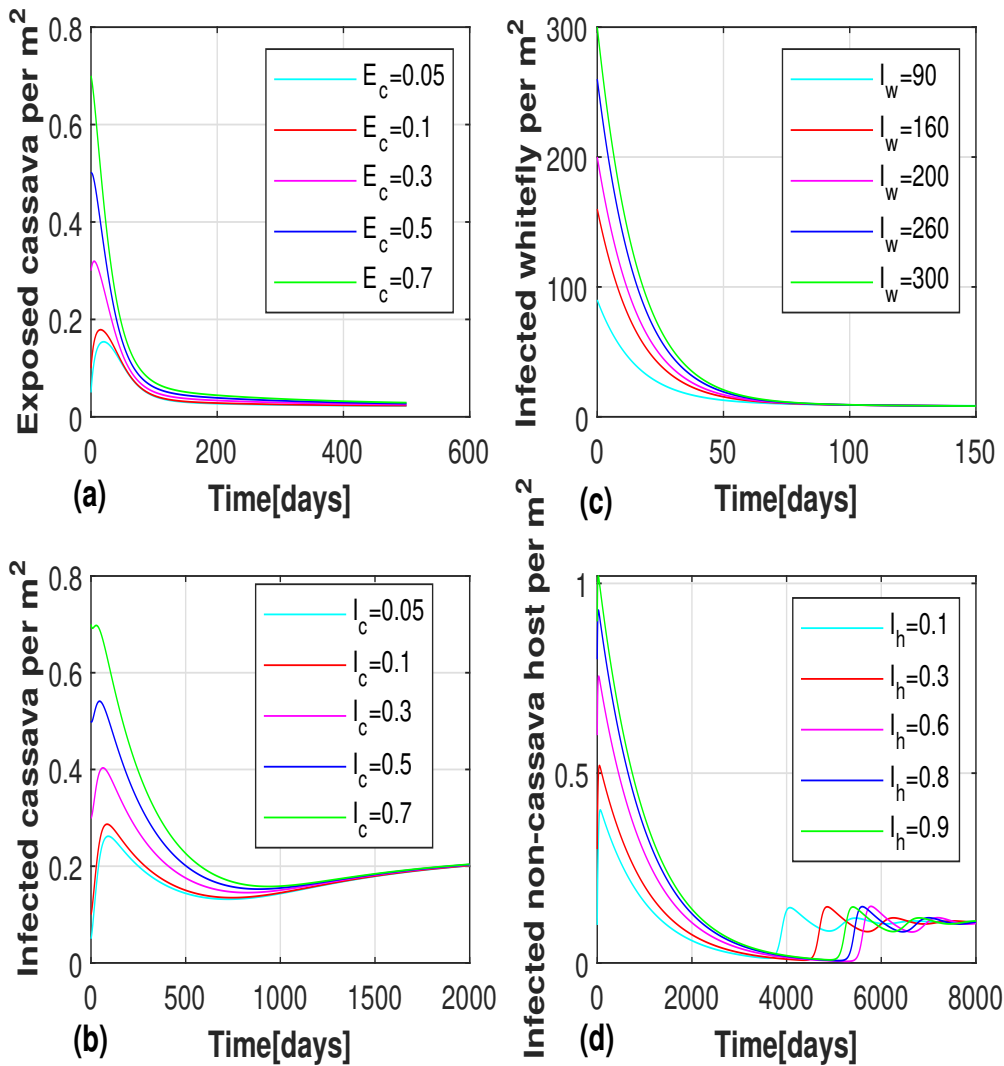 Exposed cassava per m²
0.8
0.6
0.4
0.2
0
0
200
400
600
E_c=0.05
E_c=0.1
E_c=0.3
E_c=0.5
E_c=0.7
(a)
Time[days]
Infected whitefly per m²
300
200
100
0
0
50
100
150
I_w=90
I_w=160
I_w=200
I_w=260
I_w=300
(c)
Time[days]
Infected cassava per m²
0.8
0.6
0.4
0.2
0
0
500
1000
1500
2000
I_c=0.05
I_c=0.1
I_c=0.3
I_c=0.5
I_c=0.7
(b)
Time[days]
Infected non-cassava host per m²
1
0.5
0
0
2000
4000
6000
8000
I_h=0.1
I_h=0.3
I_h=0.6
I_h=0.8
I_h=0.9
(d)
Time[days]